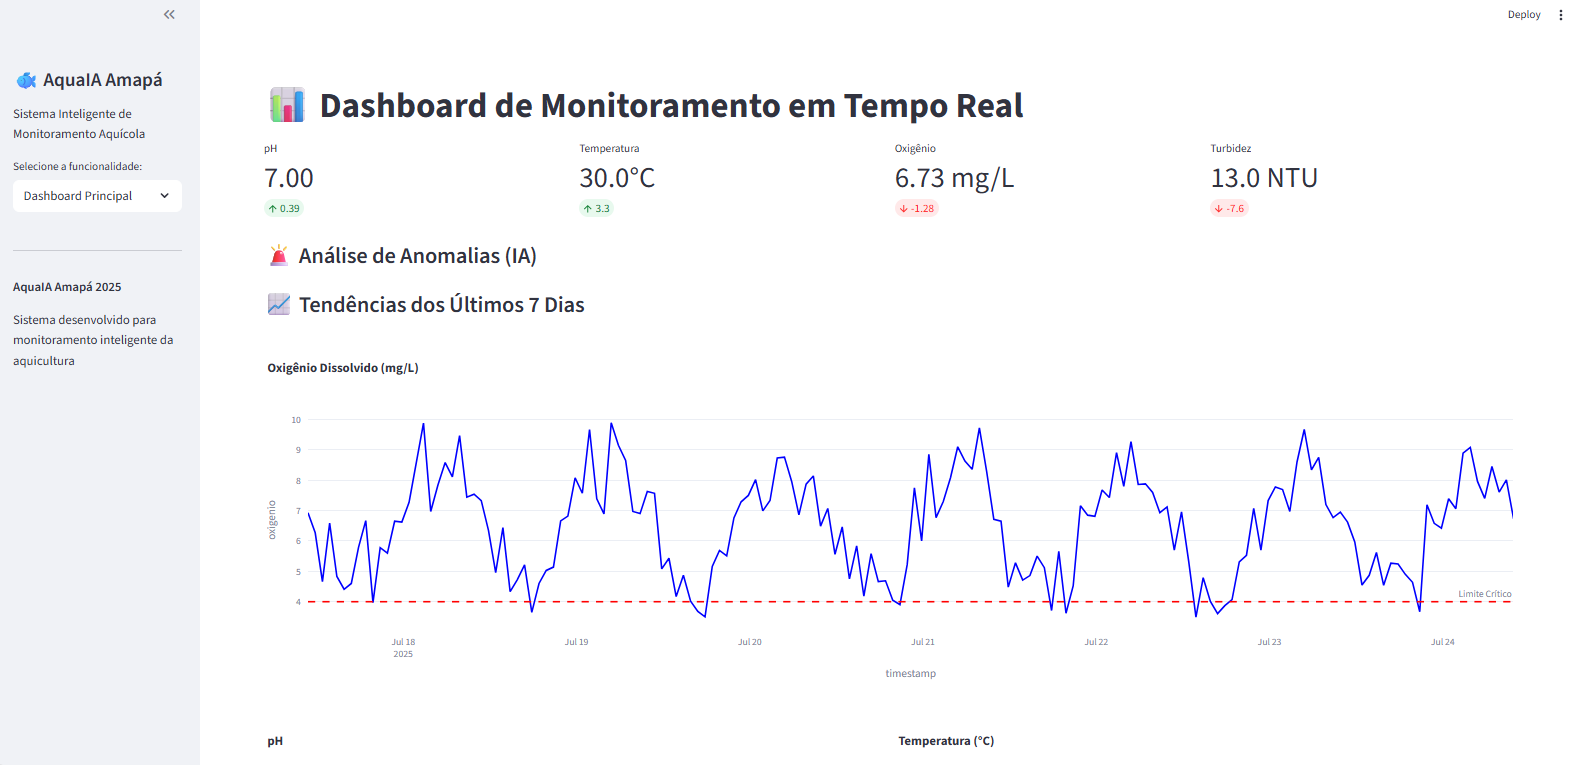 Deploy
AquaIA Amapá
Sistema Inteligente de
Monitoramento Aquícola
Selecione a funcionalidade:
Dashboard Principal
AquaIA Amapá 2025
Sistema desenvolvido para
monitoramento inteligente da
aquicultura
Dashboard de Monitoramento em Tempo Real
pH
7.00
↑ 0.39
Temperatura
30.0°C
↑ 3.3
Oxigênio
6.73 mg/L
↓ -1.28
Turbidez
13.0 NTU
↓ -7.6
Análise de Anomalias (IA)
Tendências dos Últimos 7 Dias
Oxigênio Dissolvido (mg/L)
10
9
8
7
6
5
4
oxigenio
Limite Crítico
Jul 18
2025
Jul 19
Jul 20
Jul 21
Jul 22
Jul 23
Jul 24
timestamp
pH
Temperatura (°C)